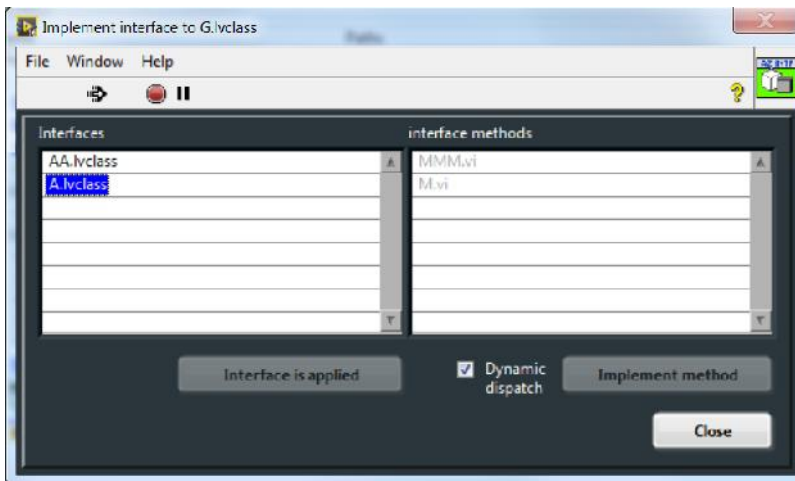 Implement interface to G.lvclass
File Window Help
Interfaces
interface methods
AA.lvclass
MMM.vi
A.lvclass
M.vi
Interface is applied
Dynamic
dispatch
Implement method
Close